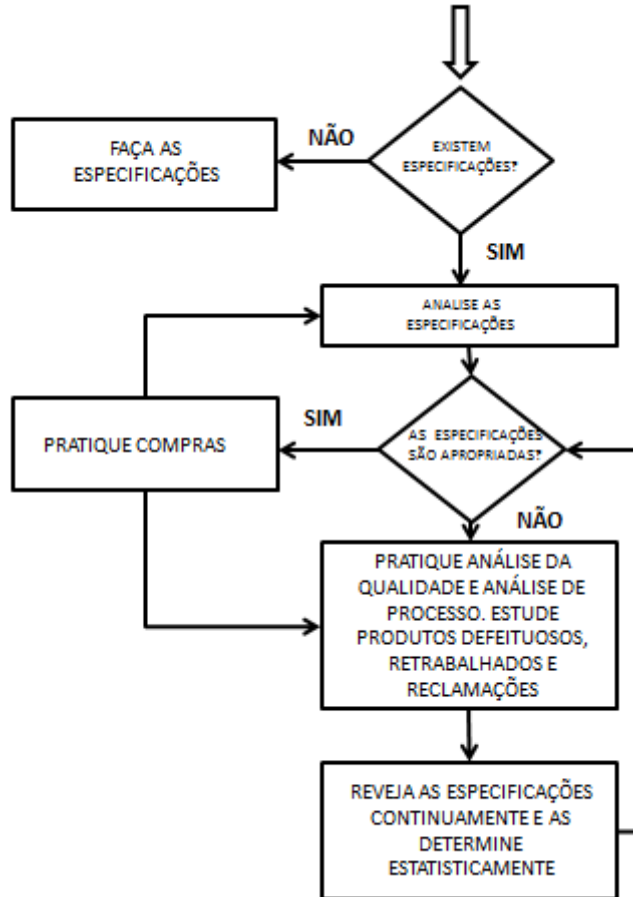 EXISTEM
ESPECIFICAÇÕES?
NÃO
FAÇA AS
ESPECIFICAÇÕES
SIM
ANALISE AS
ESPECIFICAÇÕES
AS ESPECIFICAÇÕES
SÃO APROPRIADAS?
SIM
PRATIQUE COMPRAS
NÃO
PRATIQUE ANÁLISE DA
QUALIDADE E ANÁLISE DE
PROCESSO. ESTUDE
PRODUTOS DEFEITUOSOS,
RETRABALHADOS E
RECLAMAÇÕES
REVEJA AS ESPECIFICAÇÕES
CONTINUAMENTE E AS
DETERMINE
ESTATISTICAMENTE